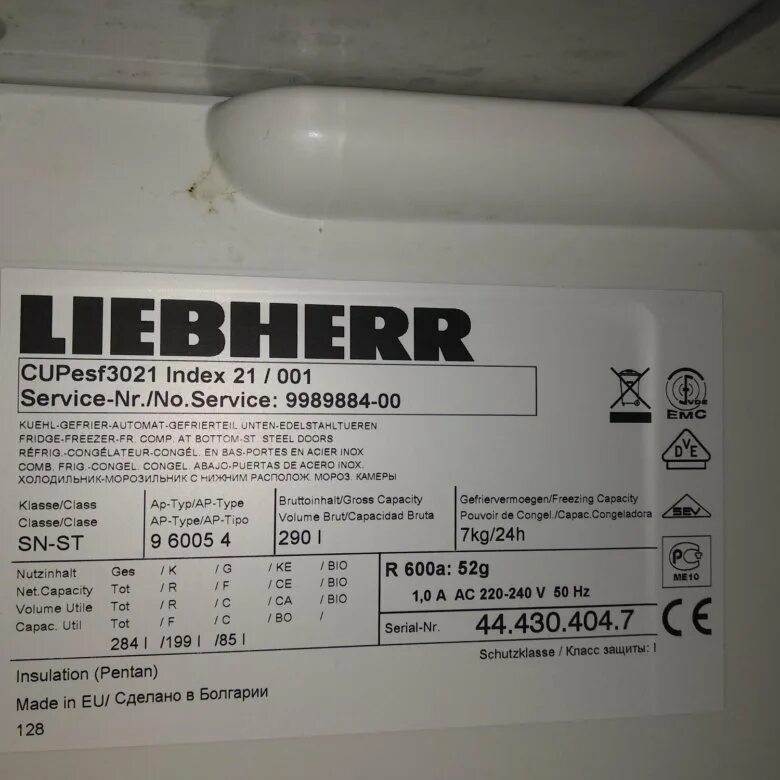 LIEBHERR
CUPesf3021 Index 21 / 001
Service-Nr./No.Service: 9989884-00
KUEHL-GEFRIER-AUTOMAT-GEFRIERTEIL UNTEN-EDELSTAHLTUEREN
FRIDGE-FREEZER-FR. COMP. AT BOTTOM-ST. STEEL DOORS
RÉFRIG.-CONGÉLATEUR-CONGÉL. EN BAS-PORTES EN ACIER INOX
COMB. FRIG.-CONGEL. CONGEL. ABAJO-PUERTAS DE ACERO INOX.
ХОЛОДИЛЬНИК-МОРОЗИЛЬНИК С НИЖНИМ РАСПОЛОЖ. МОРОЗ. КАМЕРЫ
VDE
EMC
DVE
SEV
PC
ME10
CE
Klasse/Class
Classe/Clase
SN-ST
Ap-Typ/AP-Type
AP-Type/AP-Tipo
9 6005 4
Bruttoinhalt/Gross Capacity
Volume Brut/Capacidad Bruta
290 l
Gefriervermoegen/Freezing Capacity
Pouvoir de Congel./Capac.Congeladora
7kg/24h
Nutzinhalt Ges / K / G / KE / BIO
Net.Capacity Tot / R / F / CE / BIO
Volume Utile Tot / R / C / CA / BIO
Capac. Util Tot / F / C / BO /
284 l /199 l /85 l
R 600a: 52g
1,0 A AC 220-240 V 50 Hz
Serial-Nr. 44.430.404.7
Schutzklasse / Класс защиты: I
Insulation (Pentan)
Made in EU/ Сделано в Болгарии
128